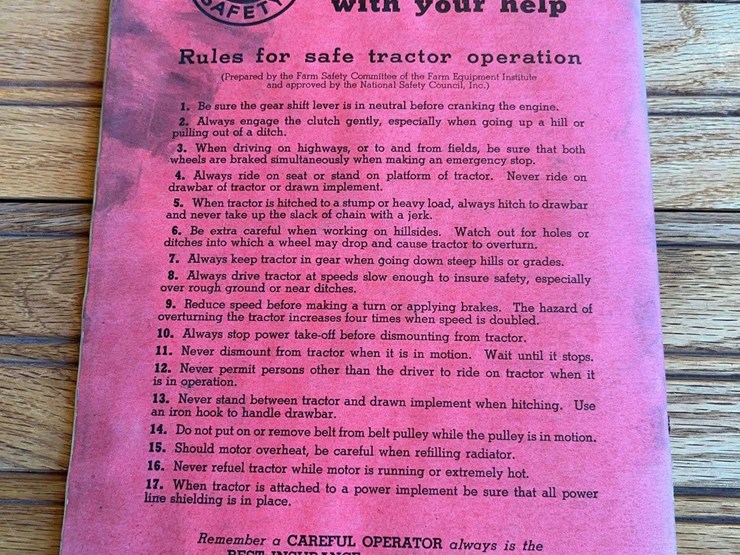 SAFETY
with your help
Rules for safe tractor operation
(Prepared by the Farm Safety Committee of the Farm Equipment Institute
and approved by the National Safety Council, Inc.)
1. Be sure the gear shift lever is in neutral before cranking the engine.
2. Always engage the clutch gently, especially when going up a hill or
pulling out of a ditch.
3. When driving on highways, or to and from fields, be sure that both
wheels are braked simultaneously when making an emergency stop.
4. Always ride on seat or stand on platform of tractor. Never ride on
drawbar of tractor or drawn implement.
5. When tractor is hitched to a stump or heavy load, always hitch to drawbar
and never take up the slack of chain with a jerk.
6. Be extra careful when working on hillsides. Watch out for holes or
ditches into which a wheel may drop and cause tractor to overturn.
7. Always keep tractor in gear when going down steep hills or grades.
8. Always drive tractor at speeds slow enough to insure safety, especially
over rough ground or near ditches.
9. Reduce speed before making a turn or applying brakes. The hazard of
overturning the tractor increases four times when speed is doubled.
10. Always stop power take-off before dismounting from tractor.
11. Never dismount from tractor when it is in motion. Wait until it stops.
12. Never permit persons other than the driver to ride on tractor when it
is in operation.
13. Never stand between tractor and drawn implement when hitching. Use
an iron hook to handle drawbar.
14. Do not put on or remove belt from belt pulley while the pulley is in motion.
15. Should motor overheat, be careful when refilling radiator.
16. Never refuel tractor while motor is running or extremely hot.
17. When tractor is attached to a power implement be sure that all power
line shielding is in place.
Remember a CAREFUL OPERATOR always is the
BEST INSURANCE